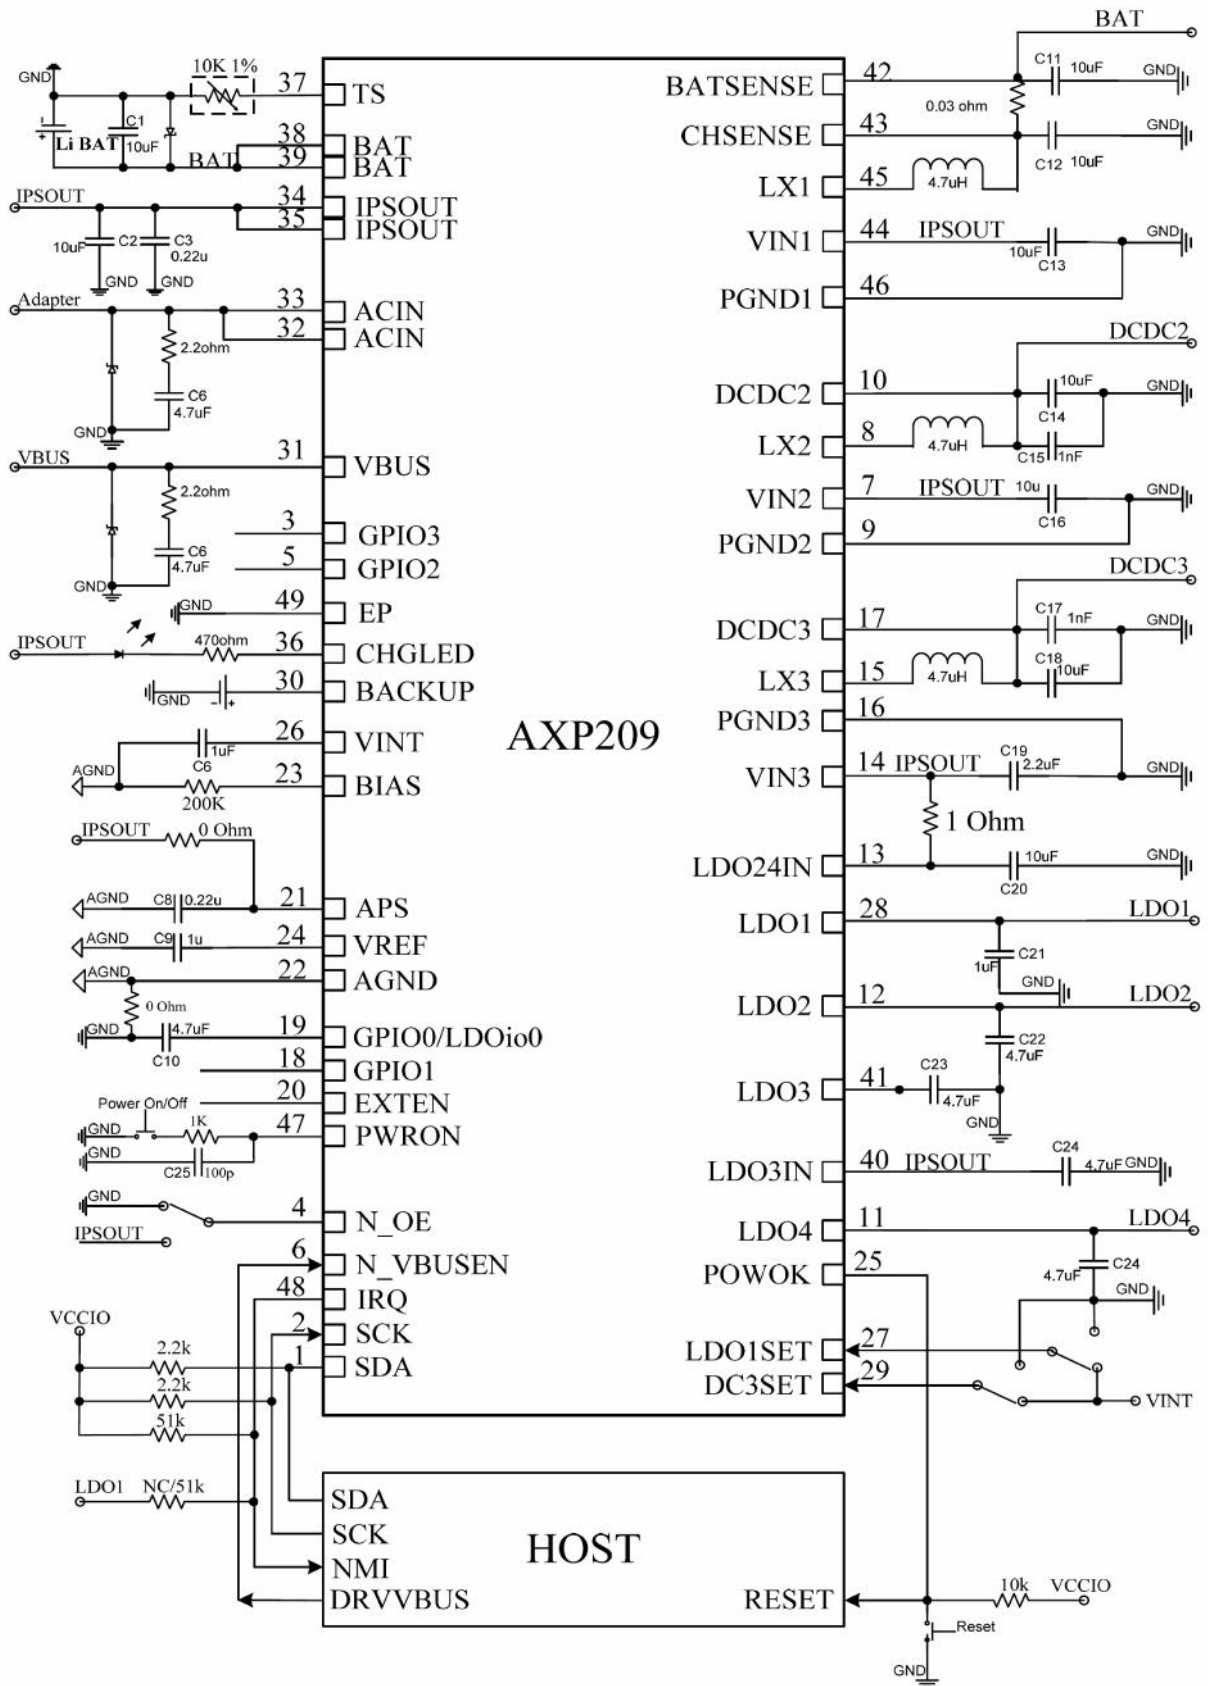 BAT
GND
10K 1%
37
TS
C1
10uF
Li BAT
-
+
BAT
38
BAT
39
BAT
IPSOUT
34
IPSOUT
35
IPSOUT
10uF
C2
C3
0.22u
GND
GND
Adapter
33
ACIN
32
ACIN
2.2ohm
C6
4.7uF
GND
VBUS
31
VBUS
2.2ohm
C6
4.7uF
GND
3
GPIO3
5
GPIO2
GND
49
EP
IPSOUT
470ohm
36
CHGLED
GND
- +
30
BACKUP
26
VINT
1uF
C6
AGND
200K
23
BIAS
IPSOUT
0 Ohm
AGND
C8
0.22u
21
APS
AGND
C9
1u
24
VREF
AGND
22
AGND
0 Ohm
GND
4.7uF
C10
19
GPIO0/LDOio0
18
GPIO1
20
EXTEN
Power On/Off
GND
1K
47
PWRON
GND
C25
100p
GND
IPSOUT
4
N_OE
6
N_VBUSEN
48
IRQ
VCCIO
2
SCK
1
SDA
2.2k
2.2k
51k
LDO1
NC/51k
AXP209
BATSENSE
42
C11
10uF
GND
0.03 ohm
CHSENSE
43
C12
10uF
GND
LX1
45
4.7uH
VIN1
44
IPSOUT
10uF
C13
GND
PGND1
46
DCDC2
DCDC2
10
10uF
C14
GND
LX2
8
4.7uH
C15
1nF
VIN2
7
IPSOUT
10u
C16
GND
PGND2
9
DCDC3
DCDC3
17
C17
1nF
GND
LX3
15
4.7uH
C18
10uF
PGND3
16
VIN3
14
IPSOUT
C19
2.2uF
GND
1 Ohm
LDO24IN
13
10uF
C20
GND
LDO1
28
LDO1
C21
1uF
GND
LDO2
12
LDO2
C22
4.7uF
LDO3
41
C23
4.7uF
GND
LDO3IN
40
IPSOUT
C24
4.7uF
GND
LDO4
11
LDO4
C24
4.7uF
GND
POWOK
25
LDO1SET
27
DC3SET
29
VINT
SDA
SCK
NMI
DRVVBUS
HOST
RESET
10k
VCCIO
Reset
GND